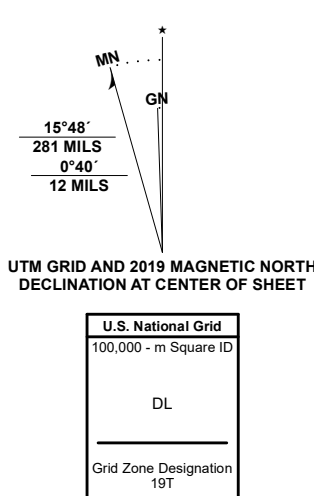 ★
MN
GN
15°48´
281 MILS
0°40´
12 MILS
UTM GRID AND 2019 MAGNETIC NORTH
DECLINATION AT CENTER OF SHEET
U.S. National Grid
100,000 - m Square ID
DL
Grid Zone Designation
19T